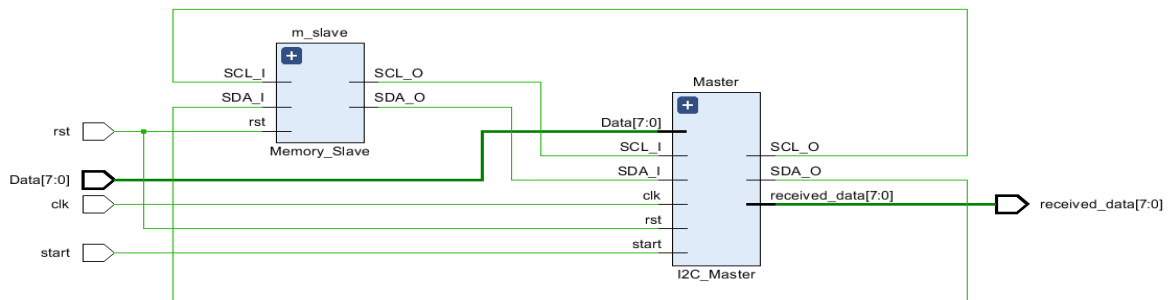 m_slave
SCL_I
SCL_O
SDA_I
SDA_O
rst
Memory_Slave
rst
Data[7:0]
clk
start
Master
Data[7:0]
SCL_I
SCL_O
SDA_I
SDA_O
clk
received_data[7:0]
rst
start
I2C_Master
received_data[7:0]